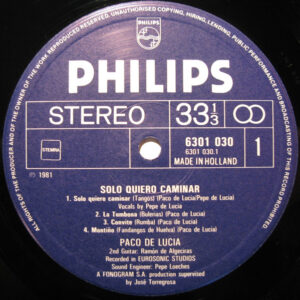 ALL RIGHTS OF THE PRODUCER AND OF THE OWNER OF THE WORK REPRODUCED RESERVED. UNAUTHORISED COPYING, HIRING, LENDING, PUBLIC PERFORMANCE AND BROADCASTING OF THIS RECORD PROHIBITED
PHILIPS
PHILIPS
STEREO 33 1/3
STEMRA
6301 030
6301 030.1
MADE IN HOLLAND
1
℗ 1981
SOLO QUIERO CAMINAR
1. Solo quiero caminar (Tangos) (Paco de Lucia/Pepe de Lucia)
Vocals by Pepe de Lucia
2. La Tumbona (Bulerias) (Paco de Lucia)
3. Convite (Rumba) (Paco de Lucia)
4. Montiño (Fandangos de Huelva) (Paco de Lucia)
PACO DE LUCIA
2nd Guitar: Ramón de Algeciras
Recorded in EUROSONIC STUDIOS
Sound Engineer: Pepe Loeches
A FONOGRAM S.A. production supervised
by José Torregrosa